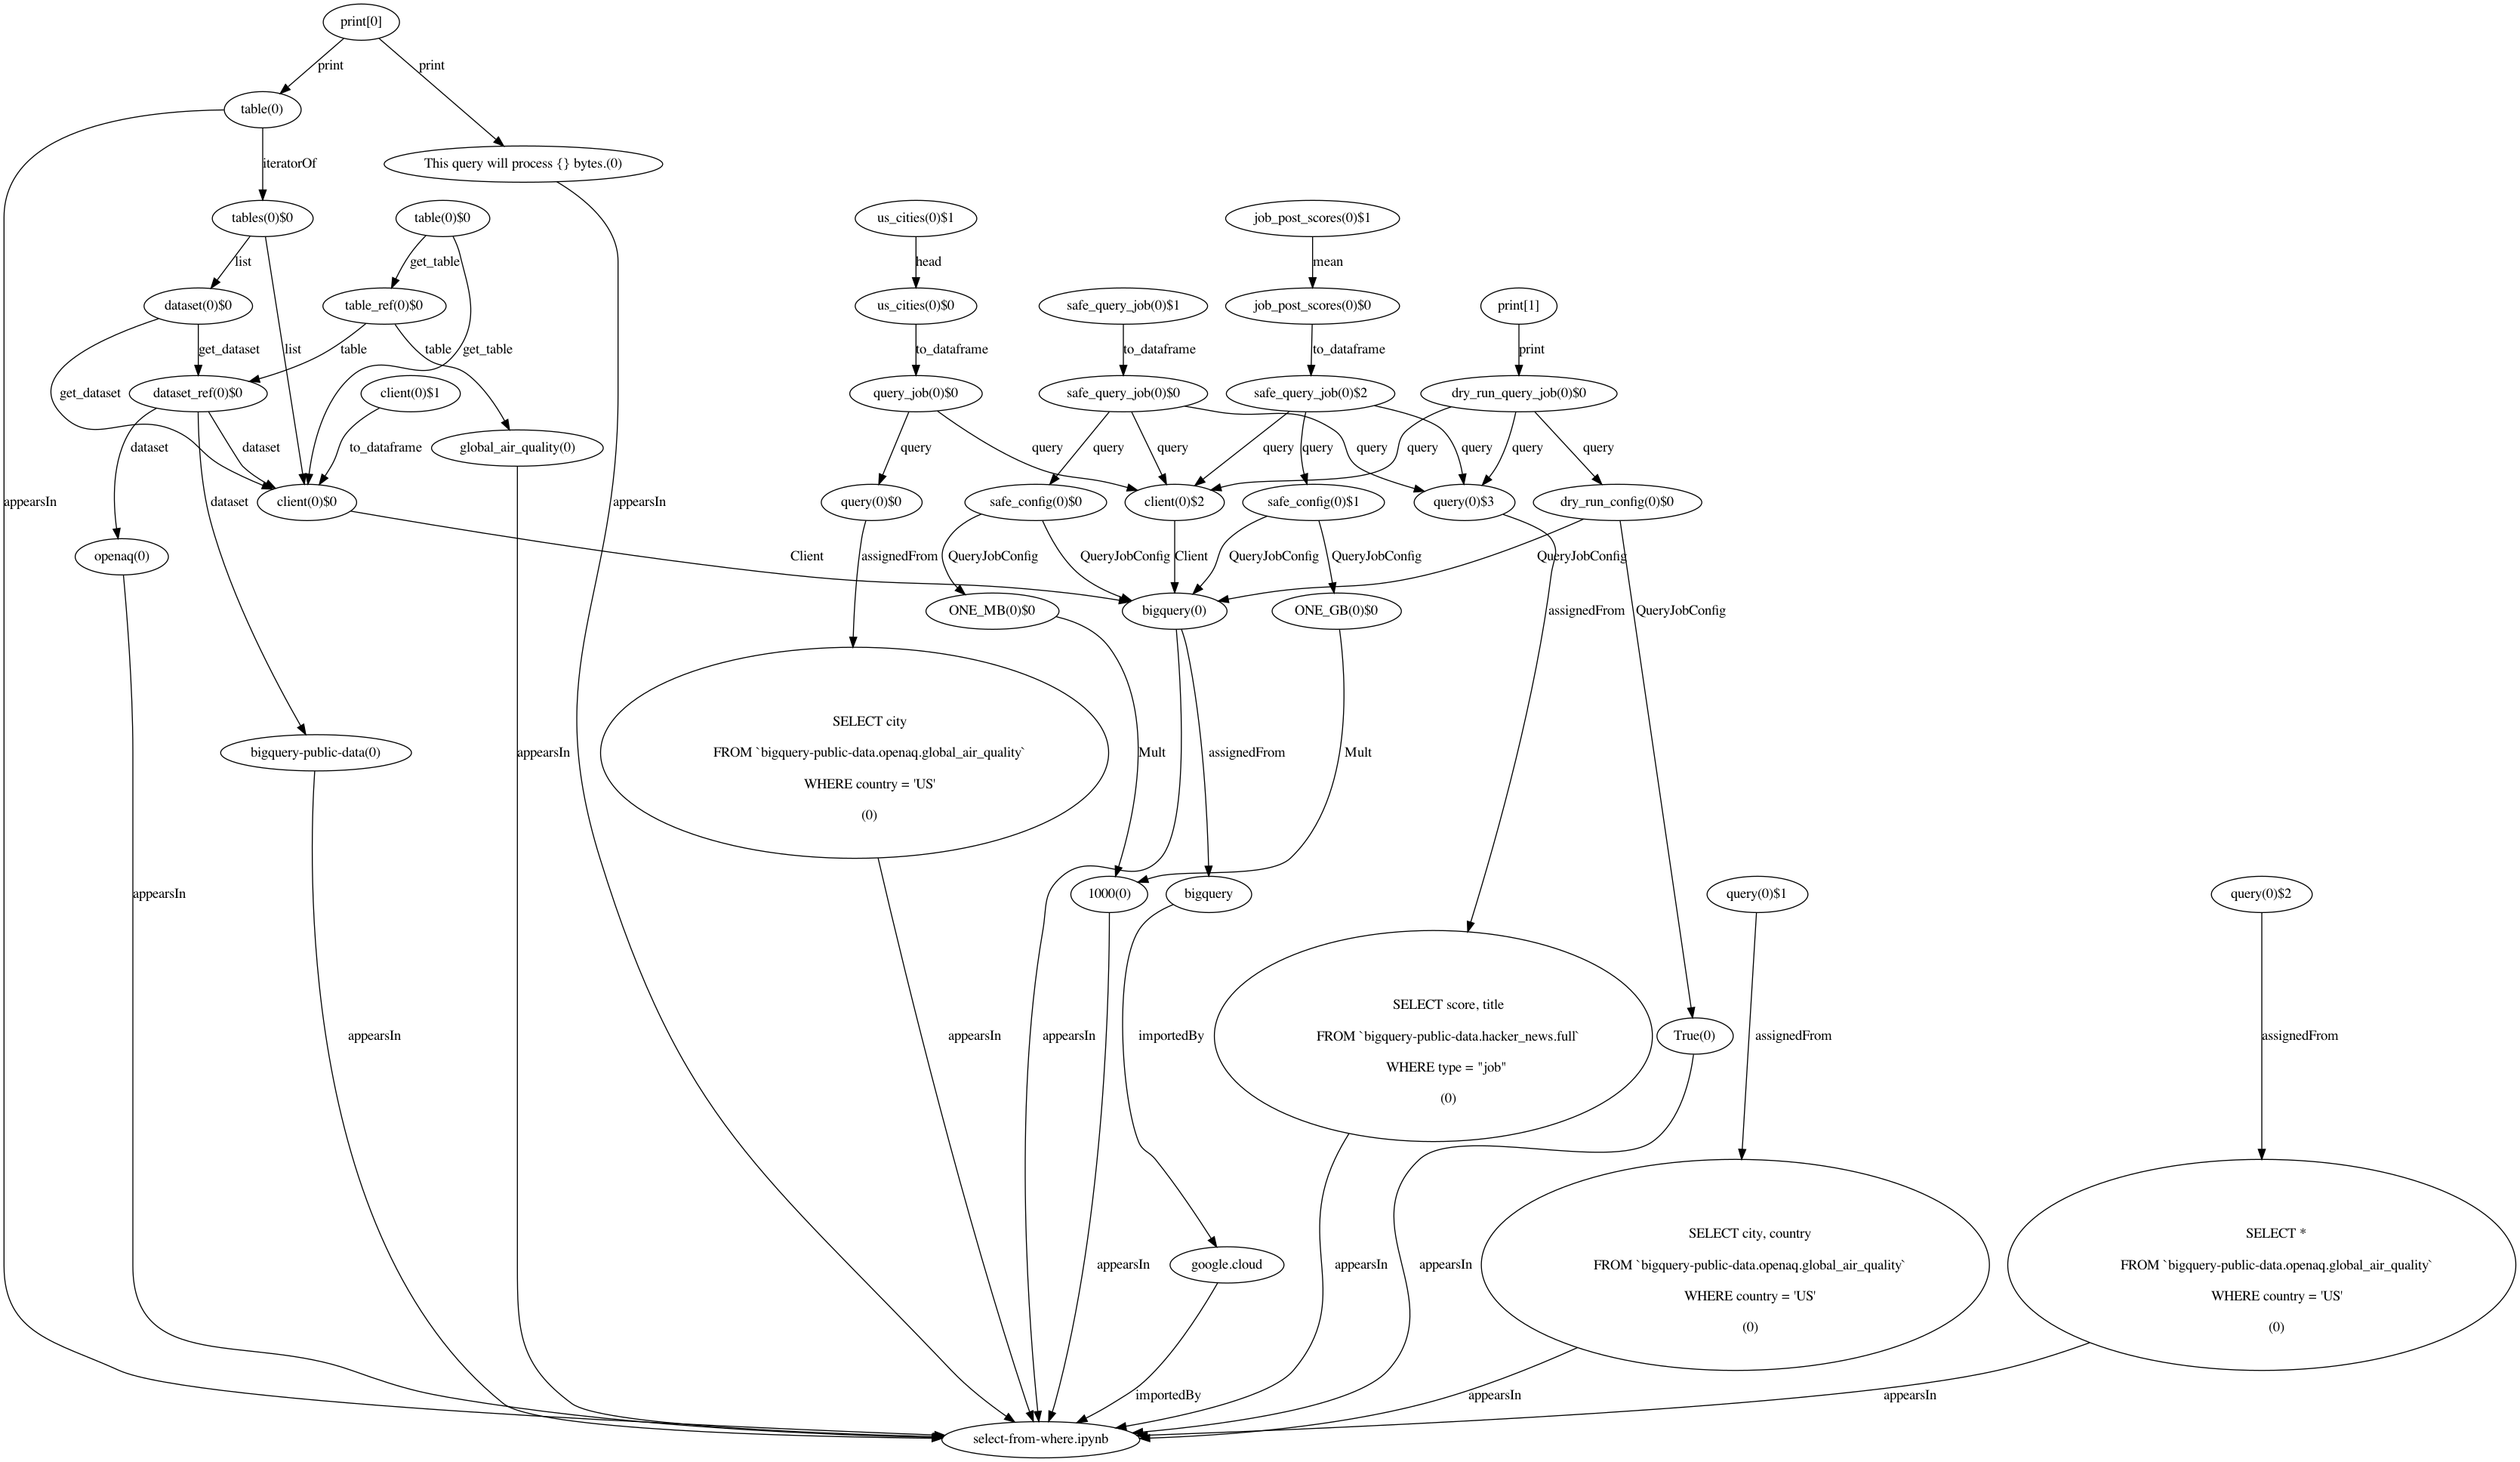 print[0]
print
print
table(0)
iteratorOf
This query will process {} bytes.(0)
tables(0)$0
table(0)$0
us_cities(0)$1
job_post_scores(0)$1
list
get_table
head
mean
dataset(0)$0
table_ref(0)$0
us_cities(0)$0
safe_query_job(0)$1
job_post_scores(0)$0
print[1]
get_dataset
list
table
table
get_table
to_dataframe
to_dataframe
to_dataframe
print
get_dataset
dataset_ref(0)$0
client(0)$1
query_job(0)$0
safe_query_job(0)$0
safe_query_job(0)$2
dry_run_query_job(0)$0
dataset
dataset
to_dataframe
global_air_quality(0)
query
query
query
query
query
query
query
query
query
query
query
appearsIn
dataset
client(0)$0
appearsIn
query(0)$0
safe_config(0)$0
client(0)$2
safe_config(0)$1
query(0)$3
dry_run_config(0)$0
openaq(0)
Client
assignedFrom
QueryJobConfig
QueryJobConfig
Client
QueryJobConfig
QueryJobConfig
QueryJobConfig
ONE_MB(0)$0
bigquery(0)
ONE_GB(0)$0
assignedFrom
QueryJobConfig
bigquery-public-data(0)
appearsIn
SELECT city
FROM `bigquery-public-data.openaq.global_air_quality`
WHERE country = 'US'
(0)
Mult
assignedFrom
Mult
appearsIn
1000(0)
bigquery
query(0)$1
query(0)$2
appearsIn
appearsIn
appearsIn
importedBy
SELECT score, title
FROM `bigquery-public-data.hacker_news.full`
WHERE type = "job"
(0)
True(0)
assignedFrom
assignedFrom
appearsIn
google.cloud
appearsIn
appearsIn
SELECT city, country
FROM `bigquery-public-data.openaq.global_air_quality`
WHERE country = 'US'
(0)
SELECT *
FROM `bigquery-public-data.openaq.global_air_quality`
WHERE country = 'US'
(0)
importedBy
appearsIn
appearsIn
select-from-where.ipynb